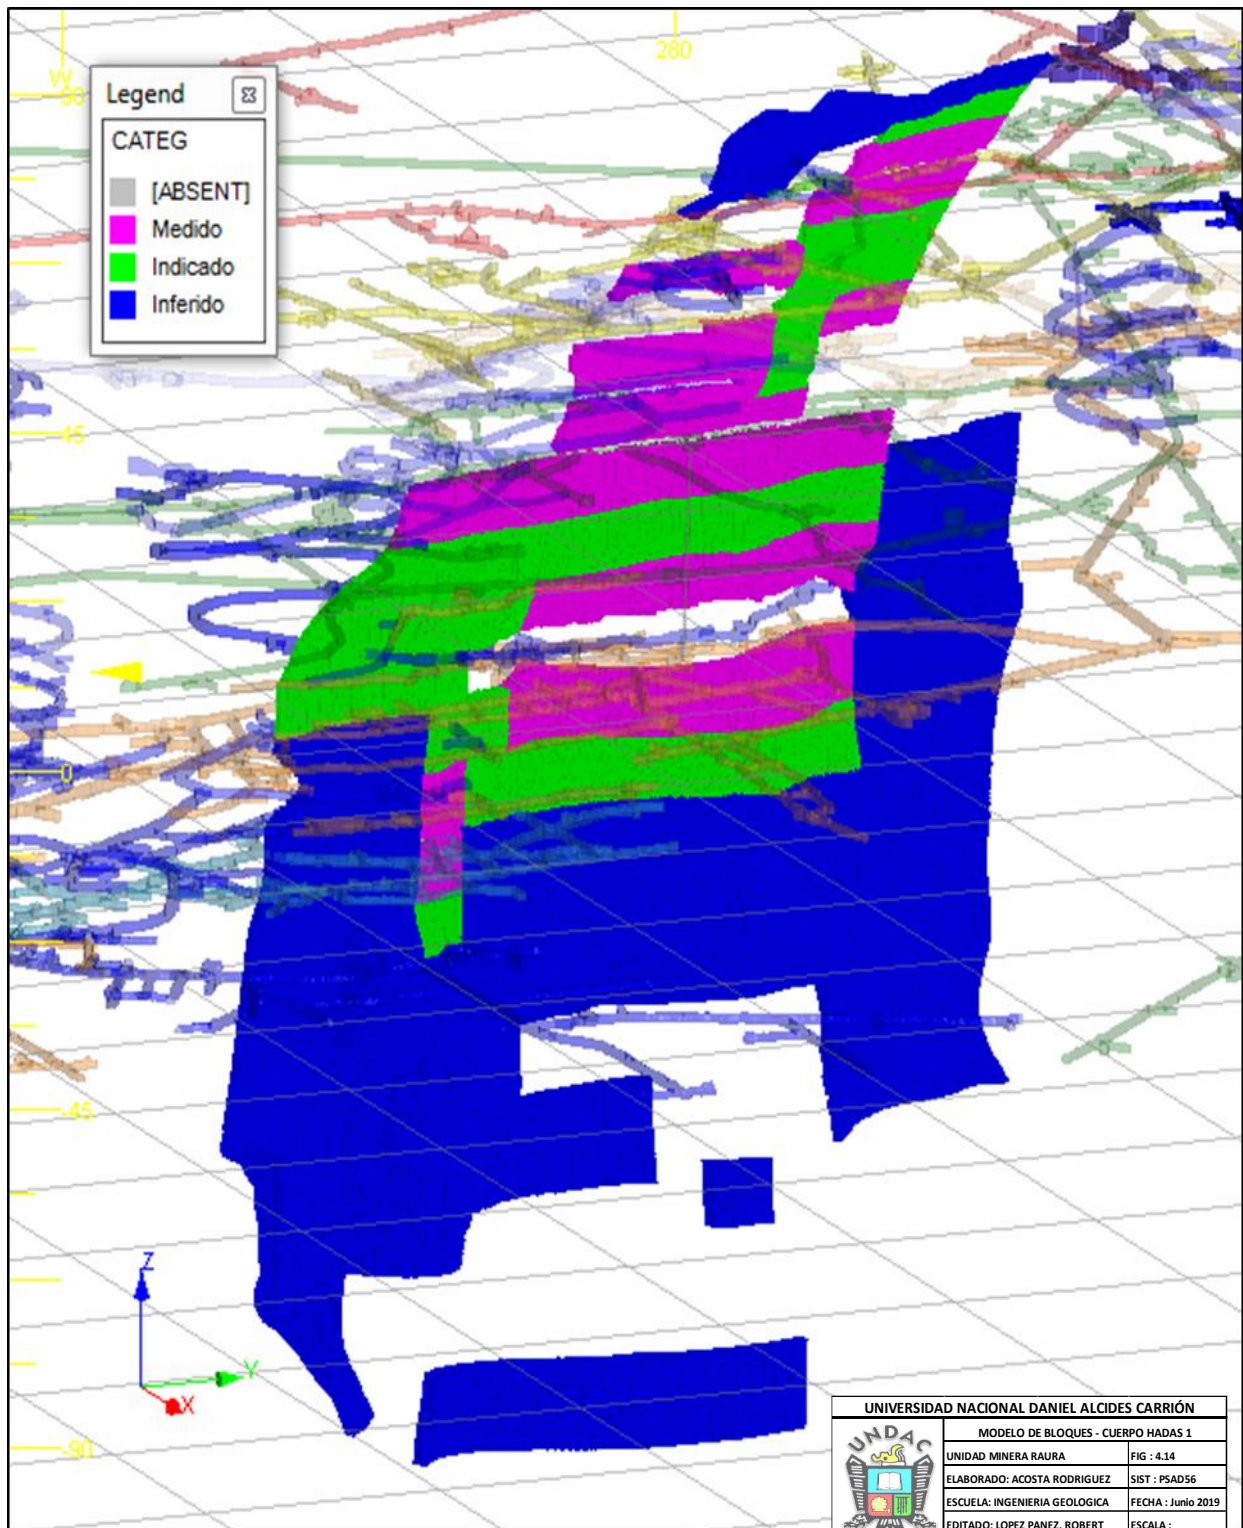 280
Legend
CATEG
[ABSENT]
Medido
Indicado
Inferido
45
0
-45
-90
Z
Y
X
UNIVERSIDAD NACIONAL DANIEL ALCIDES CARRIÓN
UNDAC
MODELO DE BLOQUES - CUERPO HADAS 1
UNIDAD MINERA RAURA FIG : 4.14
ELABORADO: ACOSTA RODRIGUEZ SIST : PSAD56
ESCUELA: INGENIERIA GEOLOGICA FECHA : Junio 2019
EDITADO: LOPEZ PANEZ, ROBERT ESCALA :